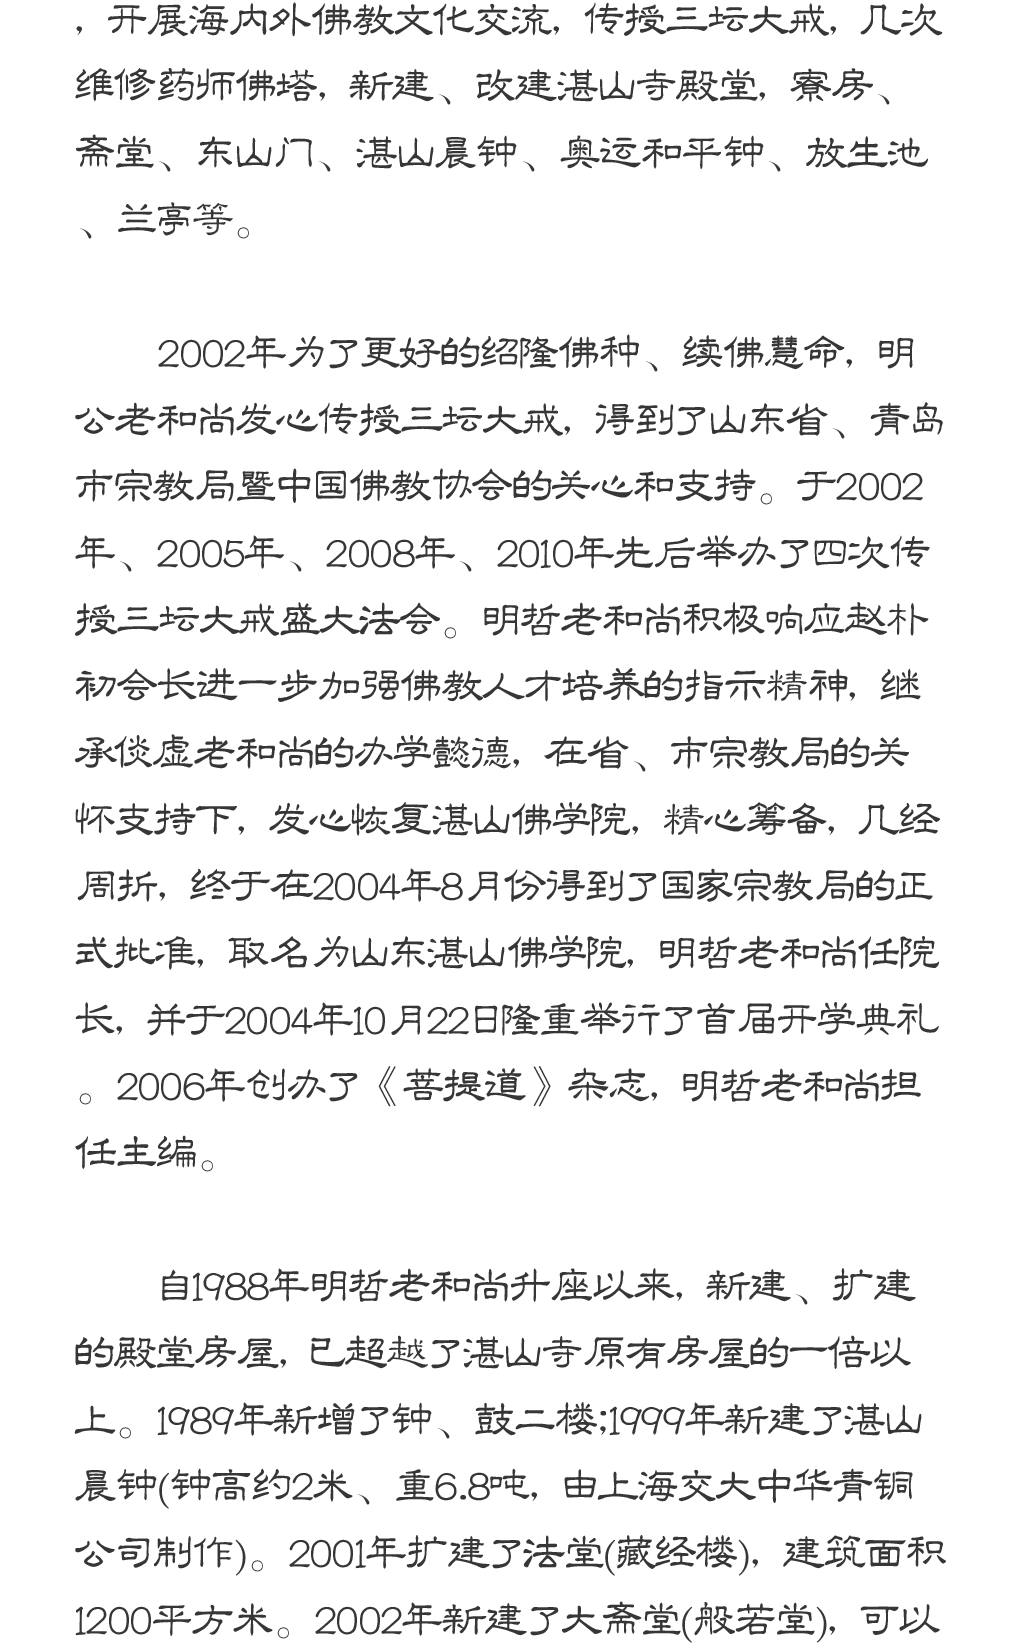 ，开展海内外佛教文化交流，传授三坛大戒，几次
维修药师佛塔，新建、改建湛山寺殿堂，寮房、
斋堂、东山门、湛山晨钟、奥运和平钟、放生池
、兰亭等。
2002年为了更好的绍隆佛种、续佛慧命，明
公老和尚发心传授三坛大戒，得到了山东省、青岛
市宗教局暨中国佛教协会的关心和支持。于2002
年、2005年、2008年、2010年先后举办了四次传
授三坛大戒盛大法会。明哲老和尚积极响应赵朴
初会长进一步加强佛教人才培养的指示精神，继
承倓虚老和尚的办学懿德，在省、市宗教局的关
怀支持下，发心恢复湛山佛学院，精心筹备，几经
周折，终于在2004年8月份得到了国家宗教局的正
式批准，取名为山东湛山佛学院，明哲老和尚任院
长，并于2004年10月22日隆重举行了首届开学典礼
。2006年创办了《菩提道》杂志，明哲老和尚担
任主编。
自1988年明哲老和尚升座以来，新建、扩建
的殿堂房屋，已超越了湛山寺原有房屋的一倍以
上。1989年新增了钟、鼓二楼;1999年新建了湛山
晨钟(钟高约2米、重6.8吨，由上海交大中华青铜
公司制作)。2001年扩建了法堂(藏经楼)，建筑面积
1200平方米。2002年新建了大斋堂(般若堂)，可以